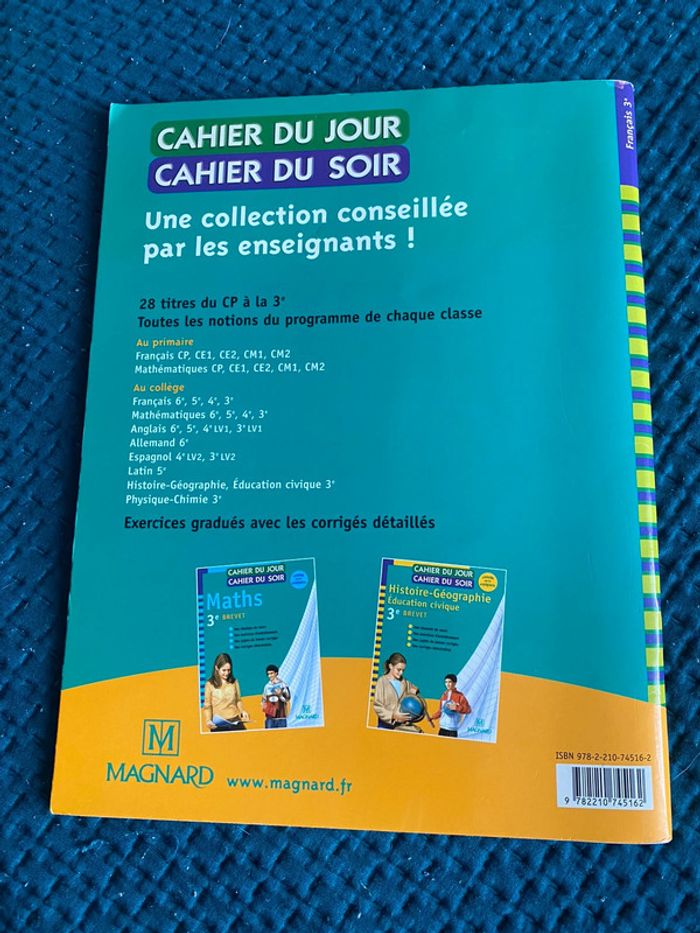 Français 3e
CAHIER DU JOUR
CAHIER DU SOIR
Une collection conseillée
par les enseignants !
28 titres du CP à la 3e
Toutes les notions du programme de chaque classe
Au primaire
Français CP, CE1, CE2, CM1, CM2
Mathématiques CP, CE1, CE2, CM1, CM2
Au collège
Français 6e, 5e, 4e, 3e
Mathématiques 6e, 5e, 4e, 3e
Anglais 6e, 5e, 4e LV1, 3e LV1
Allemand 6e
Espagnol 4e LV2, 3e LV2
Latin 5e
Histoire-Géographie, Éducation civique 3e
Physique-Chimie 3e
Exercices gradués avec les corrigés détaillés
CAHIER DU JOUR
CAHIER DU SOIR
Maths
3e BREVET
MAGNARD
CAHIER DU JOUR
CAHIER DU SOIR
Histoire-Géographie
Éducation civique
3e BREVET
MAGNARD
M
MAGNARD
www.magnard.fr
ISBN 978-2-210-74516-2
9 782210 745162